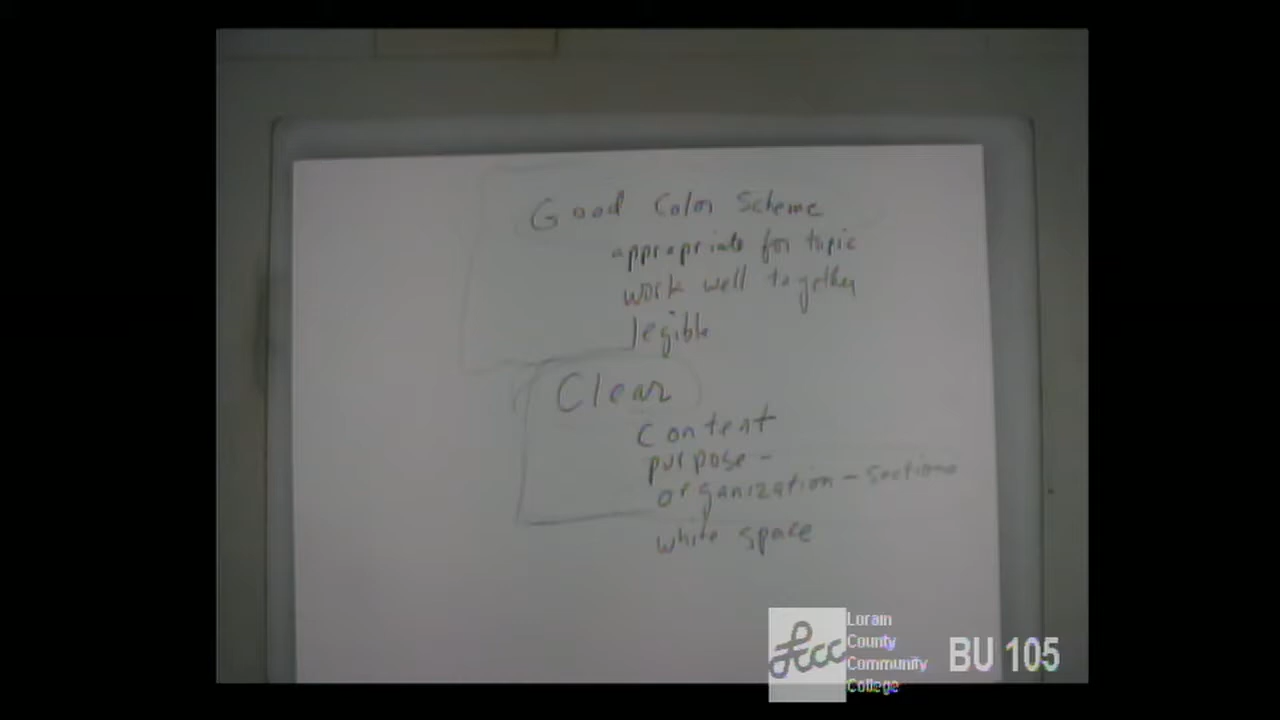 Good Color Scheme
appropriate for topic
work well together
legible
Clear
Content
purpose -
organization - sections
white space
lccc
Lorain
County
Community
College
BU 105